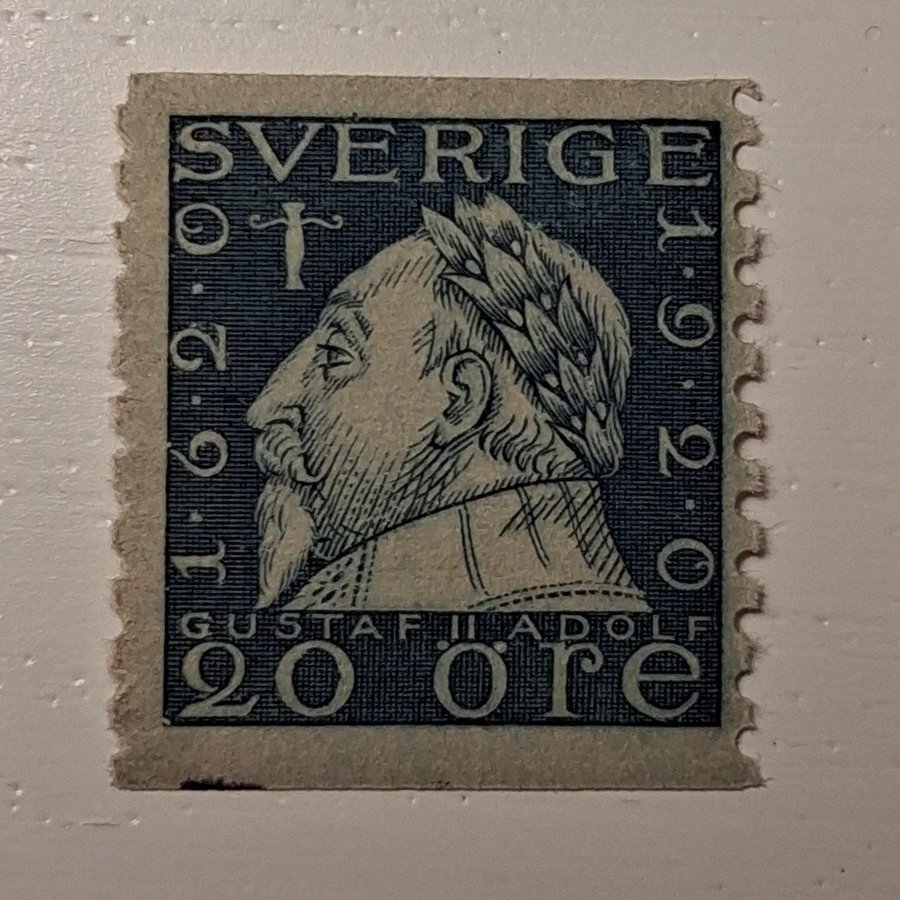 SVERIGE
1·6·2·0
1·9·2·0
GUSTAF II ADOLF
20 öre